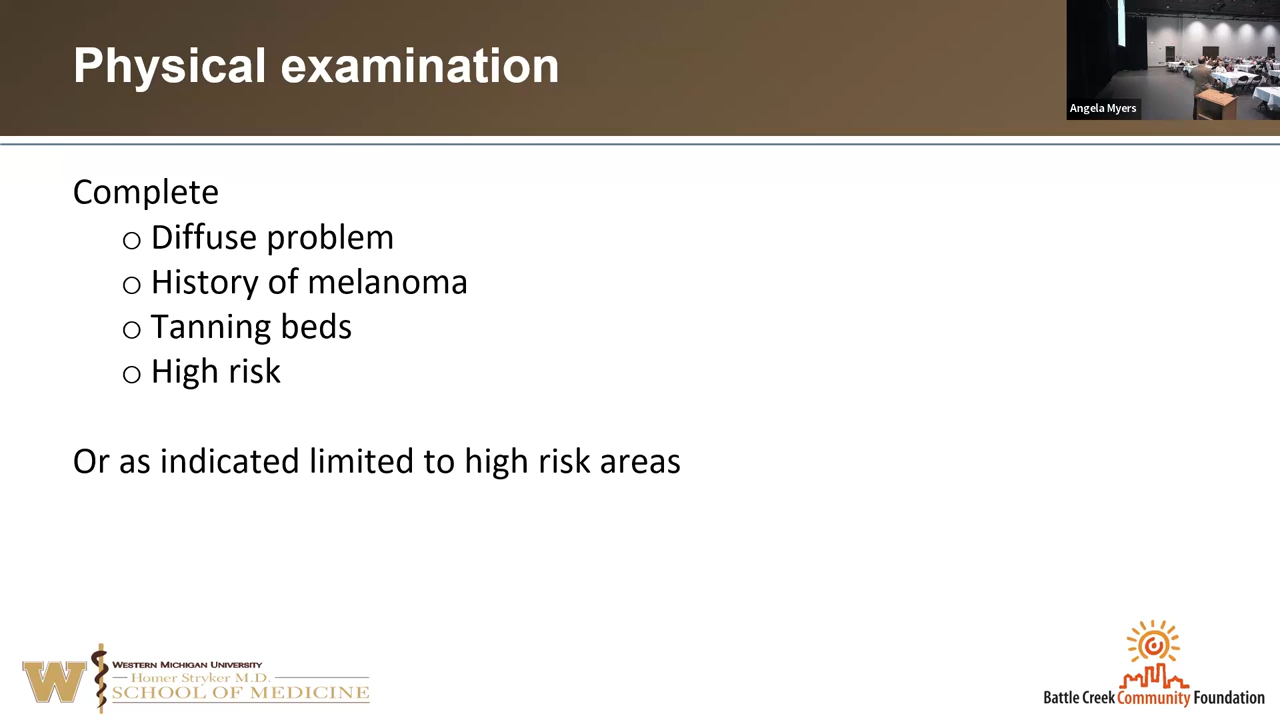 Physical examination
Angela Myers
Complete
○ Diffuse problem
○ History of melanoma
○ Tanning beds
○ High risk
Or as indicated limited to high risk areas
W
WESTERN MICHIGAN UNIVERSITY
Homer Stryker M.D.
SCHOOL OF MEDICINE
Battle Creek Community Foundation